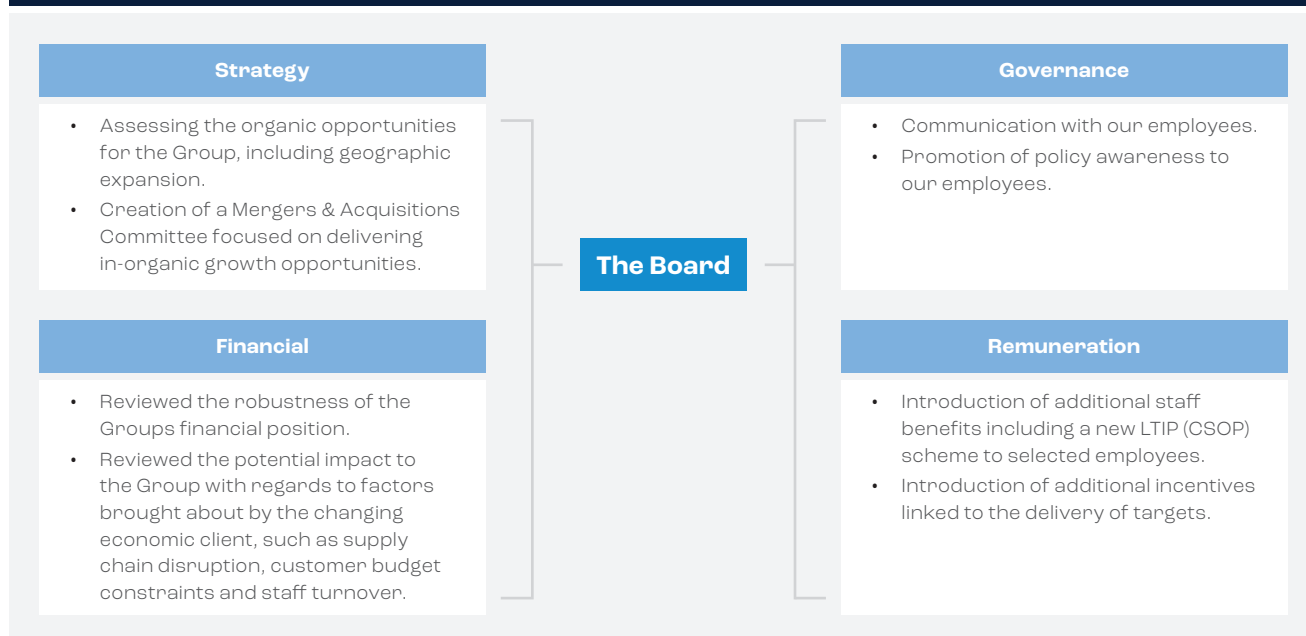 Strategy
• Assessing the organic opportunities
for the Group, including geographic
expansion.
• Creation of a Mergers & Acquisitions
Committee focused on delivering
in-organic growth opportunities.
Financial
• Reviewed the robustness of the
Groups financial position.
• Reviewed the potential impact to
the Group with regards to factors
brought about by the changing
economic client, such as supply
chain disruption, customer budget
constraints and staff turnover.
The Board
Governance
• Communication with our employees.
• Promotion of policy awareness to
our employees.
Remuneration
• Introduction of additional staff
benefits including a new LTIP (CSOP)
scheme to selected employees.
• Introduction of additional incentives
linked to the delivery of targets.